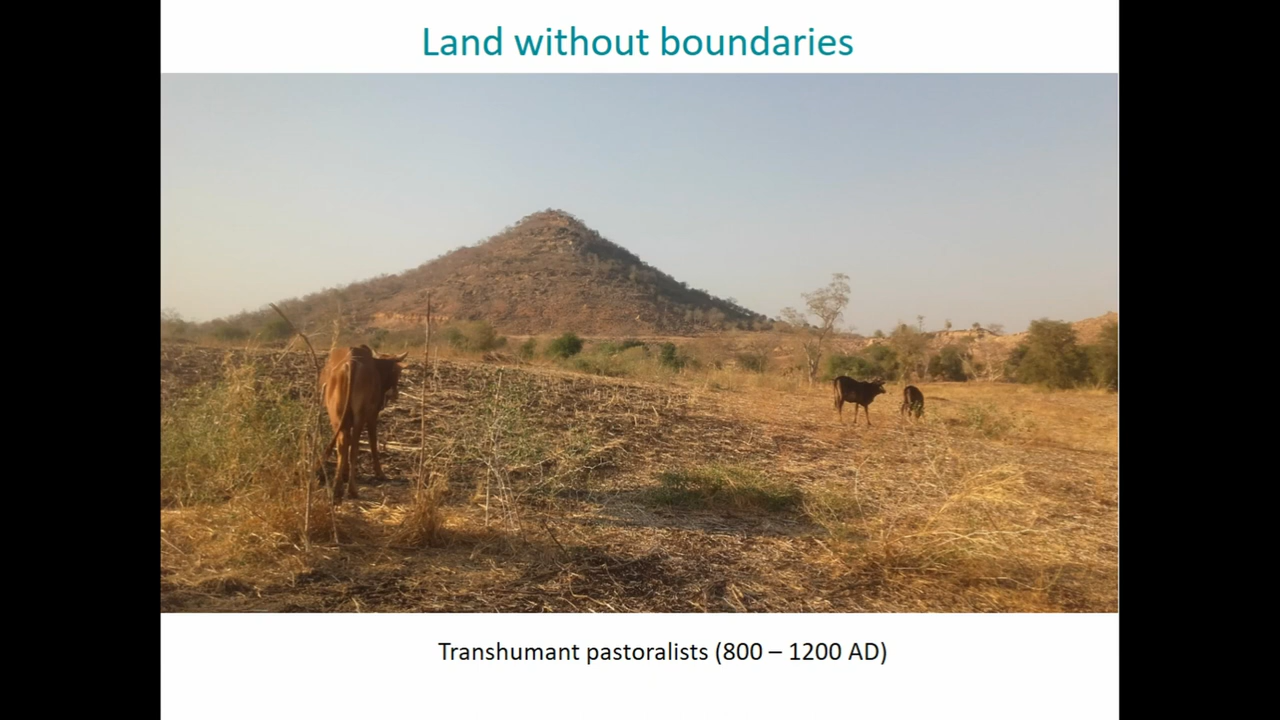 Land without boundaries
Transhumant pastoralists (800 – 1200 AD)